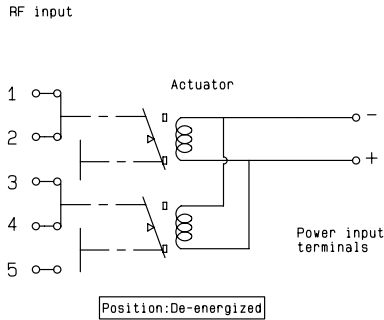 RF input
Actuator
1
2
3
4
5
−
+
Power input
terminals
Position:De-energized